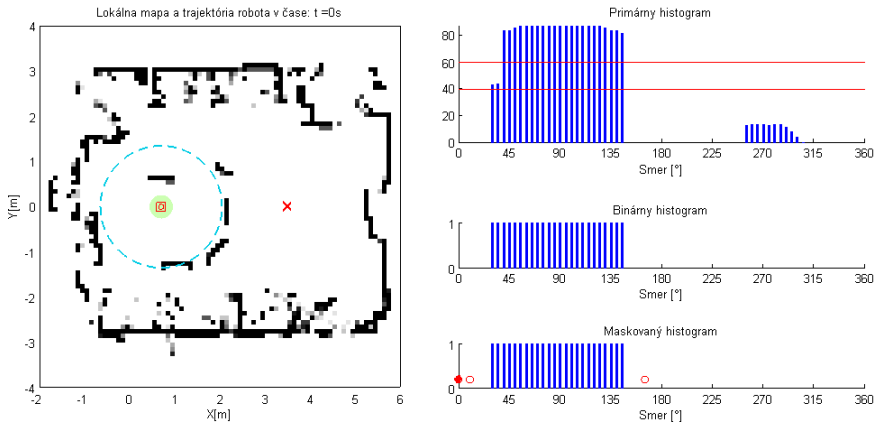 Lokálna mapa a trajektória robota v čase: t =0s
4
3
2
1
0
-1
-2
-3
-4
Y[m]
-2 -1 0 1 2 3 4 5 6
X[m]
Primárny histogram
80
60
40
20
0
0 45 90 135 180 225 270 315 360
Smer [°]
Binárny histogram
1
0
0 45 90 135 180 225 270 315 360
Smer [°]
Maskovaný histogram
1
0
0 45 90 135 180 225 270 315 360
Smer [°]